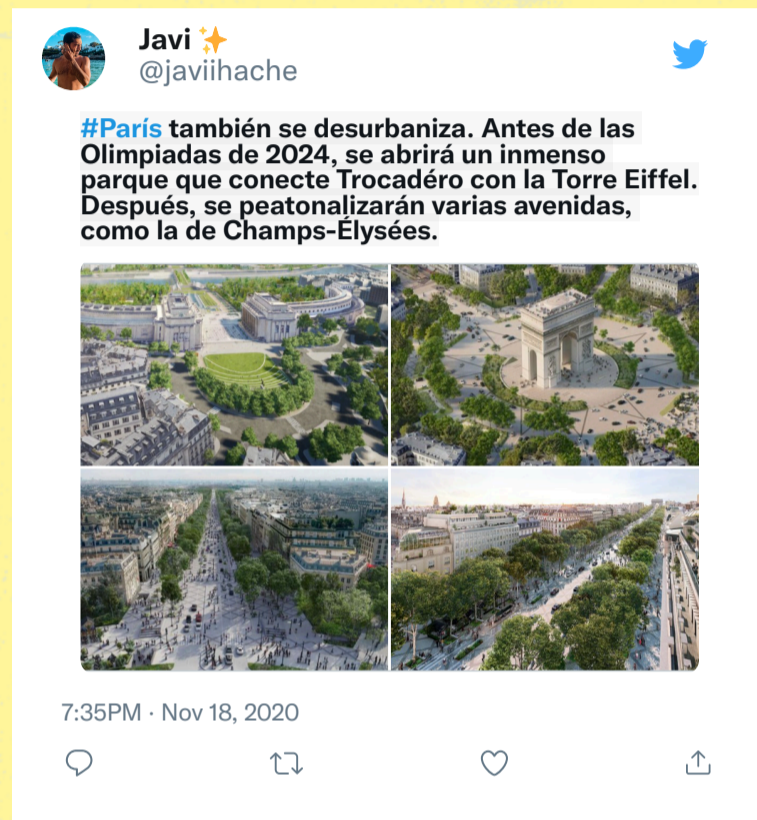 Javi ✨
@javiihache
#París también se desurbaniza. Antes de las
Olimpiadas de 2024, se abrirá un inmenso
parque que conecte Trocadéro con la Torre Eiffel.
Después, se peatonalizarán varias avenidas,
como la de Champs-Élysées.
7:35PM · Nov 18, 2020